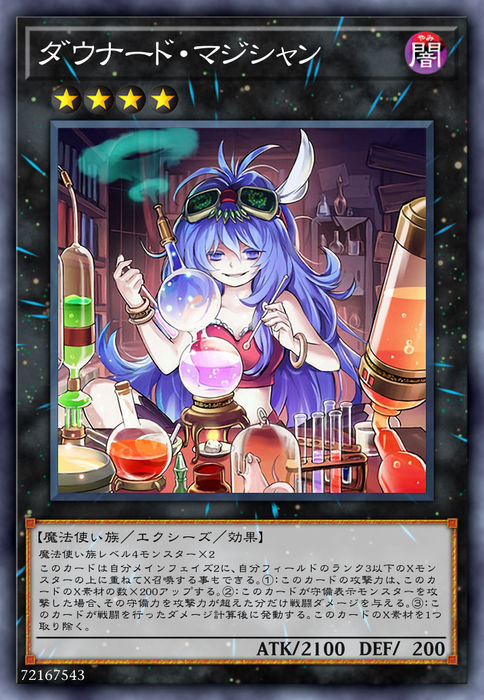 ダウナード・マジシャン
やみ
闇
【魔法使い族／エクシーズ／効果】
魔法使い族レベル4モンスター×2
このカードは自分メインフェイズ2に、自分フィールドのランク3以下のXモ
ンスターの上に重ねてX召喚する事もできる。①：このカードの攻撃力は、このカ
ードのX素材の数×200アップする。②：このカードが守備表示モンスターを攻
撃した場合、その守備力を攻撃力が超えた分だけ戦闘ダメージを与える。③：こ
のカードが戦闘を行ったダメージ計算後に発動する。このカードのX素材を1つ
取り除く。
ATK/2100 DEF/ 200
72167543